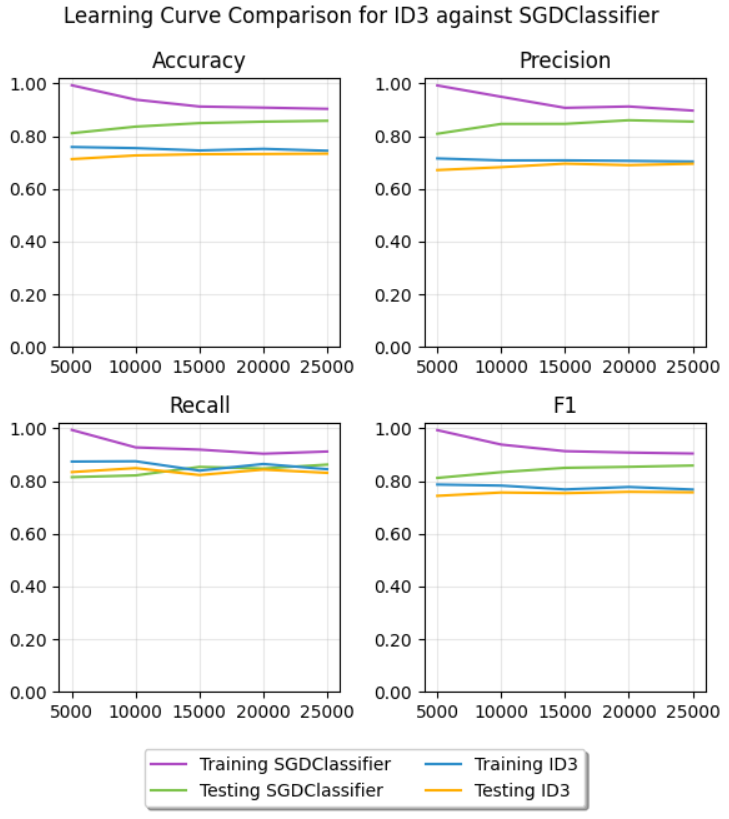 Learning Curve Comparison for ID3 against SGDClassifier
Accuracy
1.00
0.80
0.60
0.40
0.20
0.00
5000 10000 15000 20000 25000
Precision
1.00
0.80
0.60
0.40
0.20
0.00
5000 10000 15000 20000 25000
Recall
1.00
0.80
0.60
0.40
0.20
0.00
5000 10000 15000 20000 25000
F1
1.00
0.80
0.60
0.40
0.20
0.00
5000 10000 15000 20000 25000
Training SGDClassifier
Testing SGDClassifier
Training ID3
Testing ID3